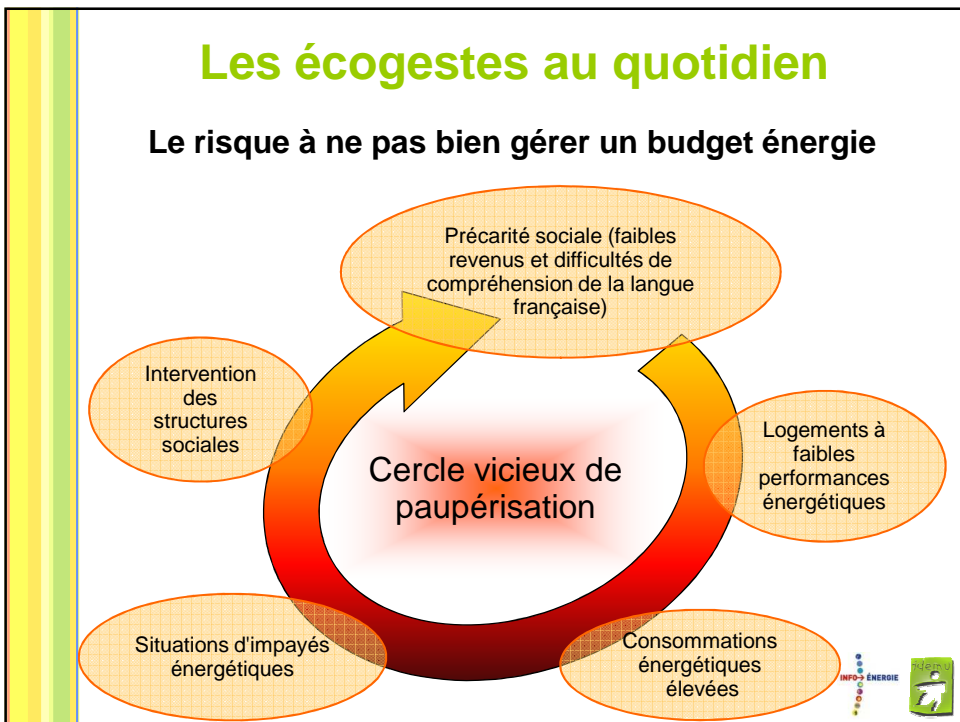 Les écogestes au quotidien
Le risque à ne pas bien gérer un budget énergie
Précarité sociale (faibles
revenus et difficultés de
compréhension de la langue
française)
Intervention
des
structures
sociales
Logements à
faibles
performances
énergétiques
Cercle vicieux de
paupérisation
Situations d'impayés
énergétiques
Consommations
énergétiques
élevées
INFO→ ÉNERGIE